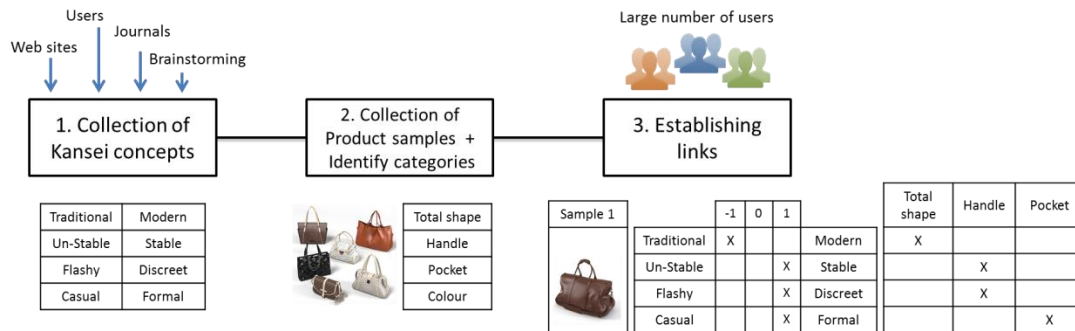 Users
Journals
Web sites
Brainstorming
Large number of users
1. Collection of
Kansei concepts
2. Collection of
Product samples +
Identify categories
3. Establishing
links
Traditional Modern
Un-Stable Stable
Flashy Discreet
Casual Formal
Total shape
Handle
Pocket
Colour
Sample 1
-1 0 1
Total
shape
Handle
Pocket
Traditional X Modern X
Un-Stable X Stable X
Flashy X Discreet X
Casual X Formal X